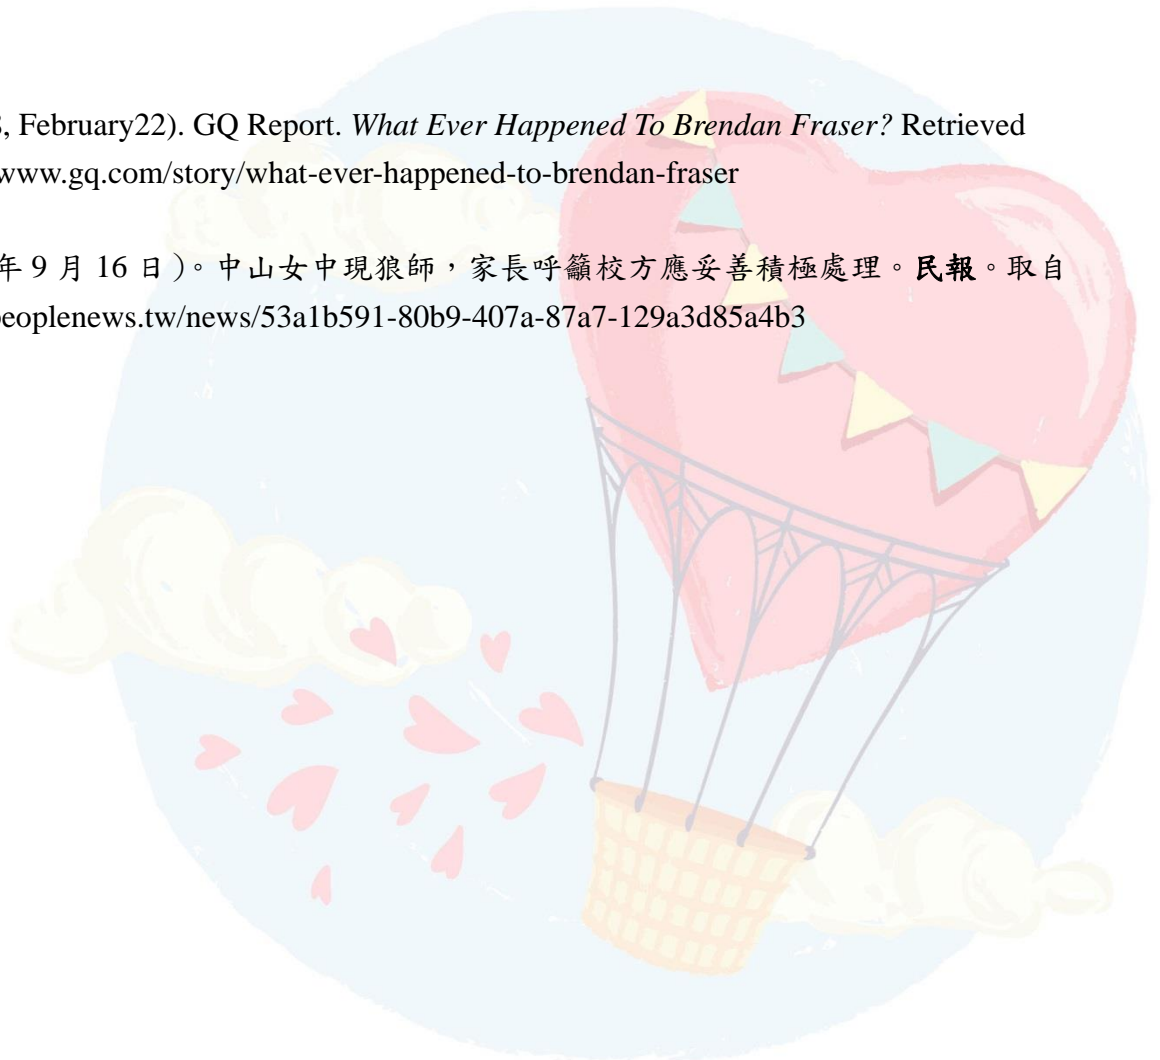 , February22). GQ Report. What Ever Happened To Brendan Fraser? Retrieved
www.gq.com/story/what-ever-happened-to-brendan-fraser
年 9 月 16 日）。中山女中現狼師，家長呼籲校方應妥善積極處理。民報。取自
peoplenews.tw/news/53a1b591-80b9-407a-87a7-129a3d85a4b3